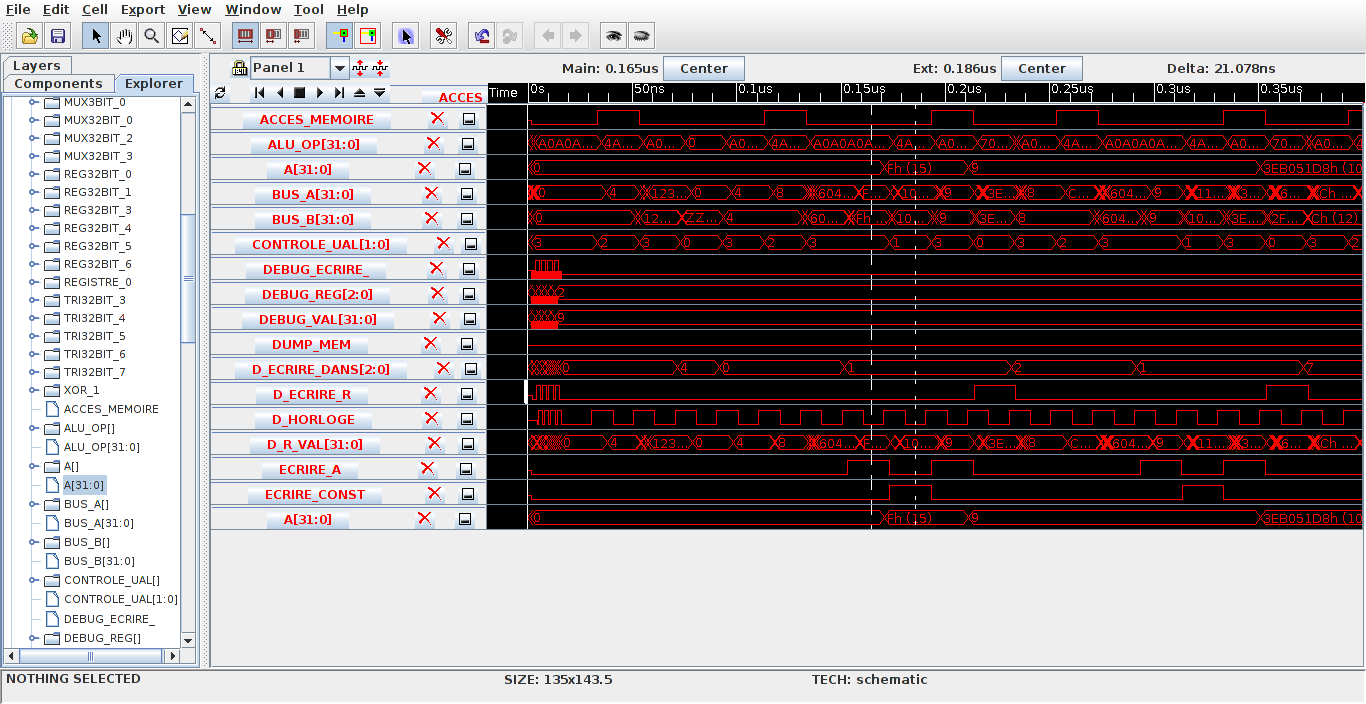 File Edit Cell Export View Window Tool Help
Layers
Components Explorer
MUX3BIT_0
MUX32BIT_0
MUX32BIT_2
MUX32BIT_3
REG32BIT_0
REG32BIT_1
REG32BIT_3
REG32BIT_4
REG32BIT_5
REG32BIT_6
REGISTRE_0
TRI32BIT_3
TRI32BIT_4
TRI32BIT_5
TRI32BIT_6
TRI32BIT_7
XOR_1
ACCES_MEMOIRE
ALU_OP[]
ALU_OP[31:0]
A[]
A[31:0]
BUS_A[]
BUS_A[31:0]
BUS_B[]
BUS_B[31:0]
CONTROLE_UAL[]
CONTROLE_UAL[1:0]
DEBUG_ECRIRE_
DEBUG_REG[]
Panel 1 Main: 0.165us Center Ext: 0.186us Center Delta: 21.078ns
ACCES Time 0s 50ns 0.1us 0.15us 0.2us 0.25us 0.3us 0.35us
ACCES_MEMOIRE
ALU_OP[31:0] A0A0A... 4A... A0... 0 A0... 4A... A0A0A0A 4A... A0... 70... A0... 4A... A0... A0A0A0A... 4A... A0... 70... A0... 4
A[31:0] 0 Fh (15) 9 3EB051D8h (10
BUS_A[31:0] 0 4 123... 0 4 8 604... F... 10... 9 3E... 8 C... 604... 9 11... 3... 6... Ch...
BUS_B[31:0] 0 12... ZZ... 4 60... Fh 10... 9 3E... 8 604... 9 10... 3E... 2F... Ch (12)
CONTROLE_UAL[1:0] 3 2 3 0 3 2 3 1 3 0 3 2 3 1 3 0 3 2
DEBUG_ECRIRE_
DEBUG_REG[2:0] 2
DEBUG_VAL[31:0] 9
DUMP_MEM
D_ECRIRE_DANS[2:0] 0 4 0 1 2 1 7
D_ECRIRE_R
D_HORLOGE
D_R_VAL[31:0] 0 4 123... 0 4 8 604... F... 10... 9 3E... 8 C... 604... 9 11... 3... 6... Ch...
ECRIRE_A
ECRIRE_CONST
A[31:0] 0 Fh (15) 9 3EB051D8h (10
NOTHING SELECTED SIZE: 135x143.5 TECH: schematic